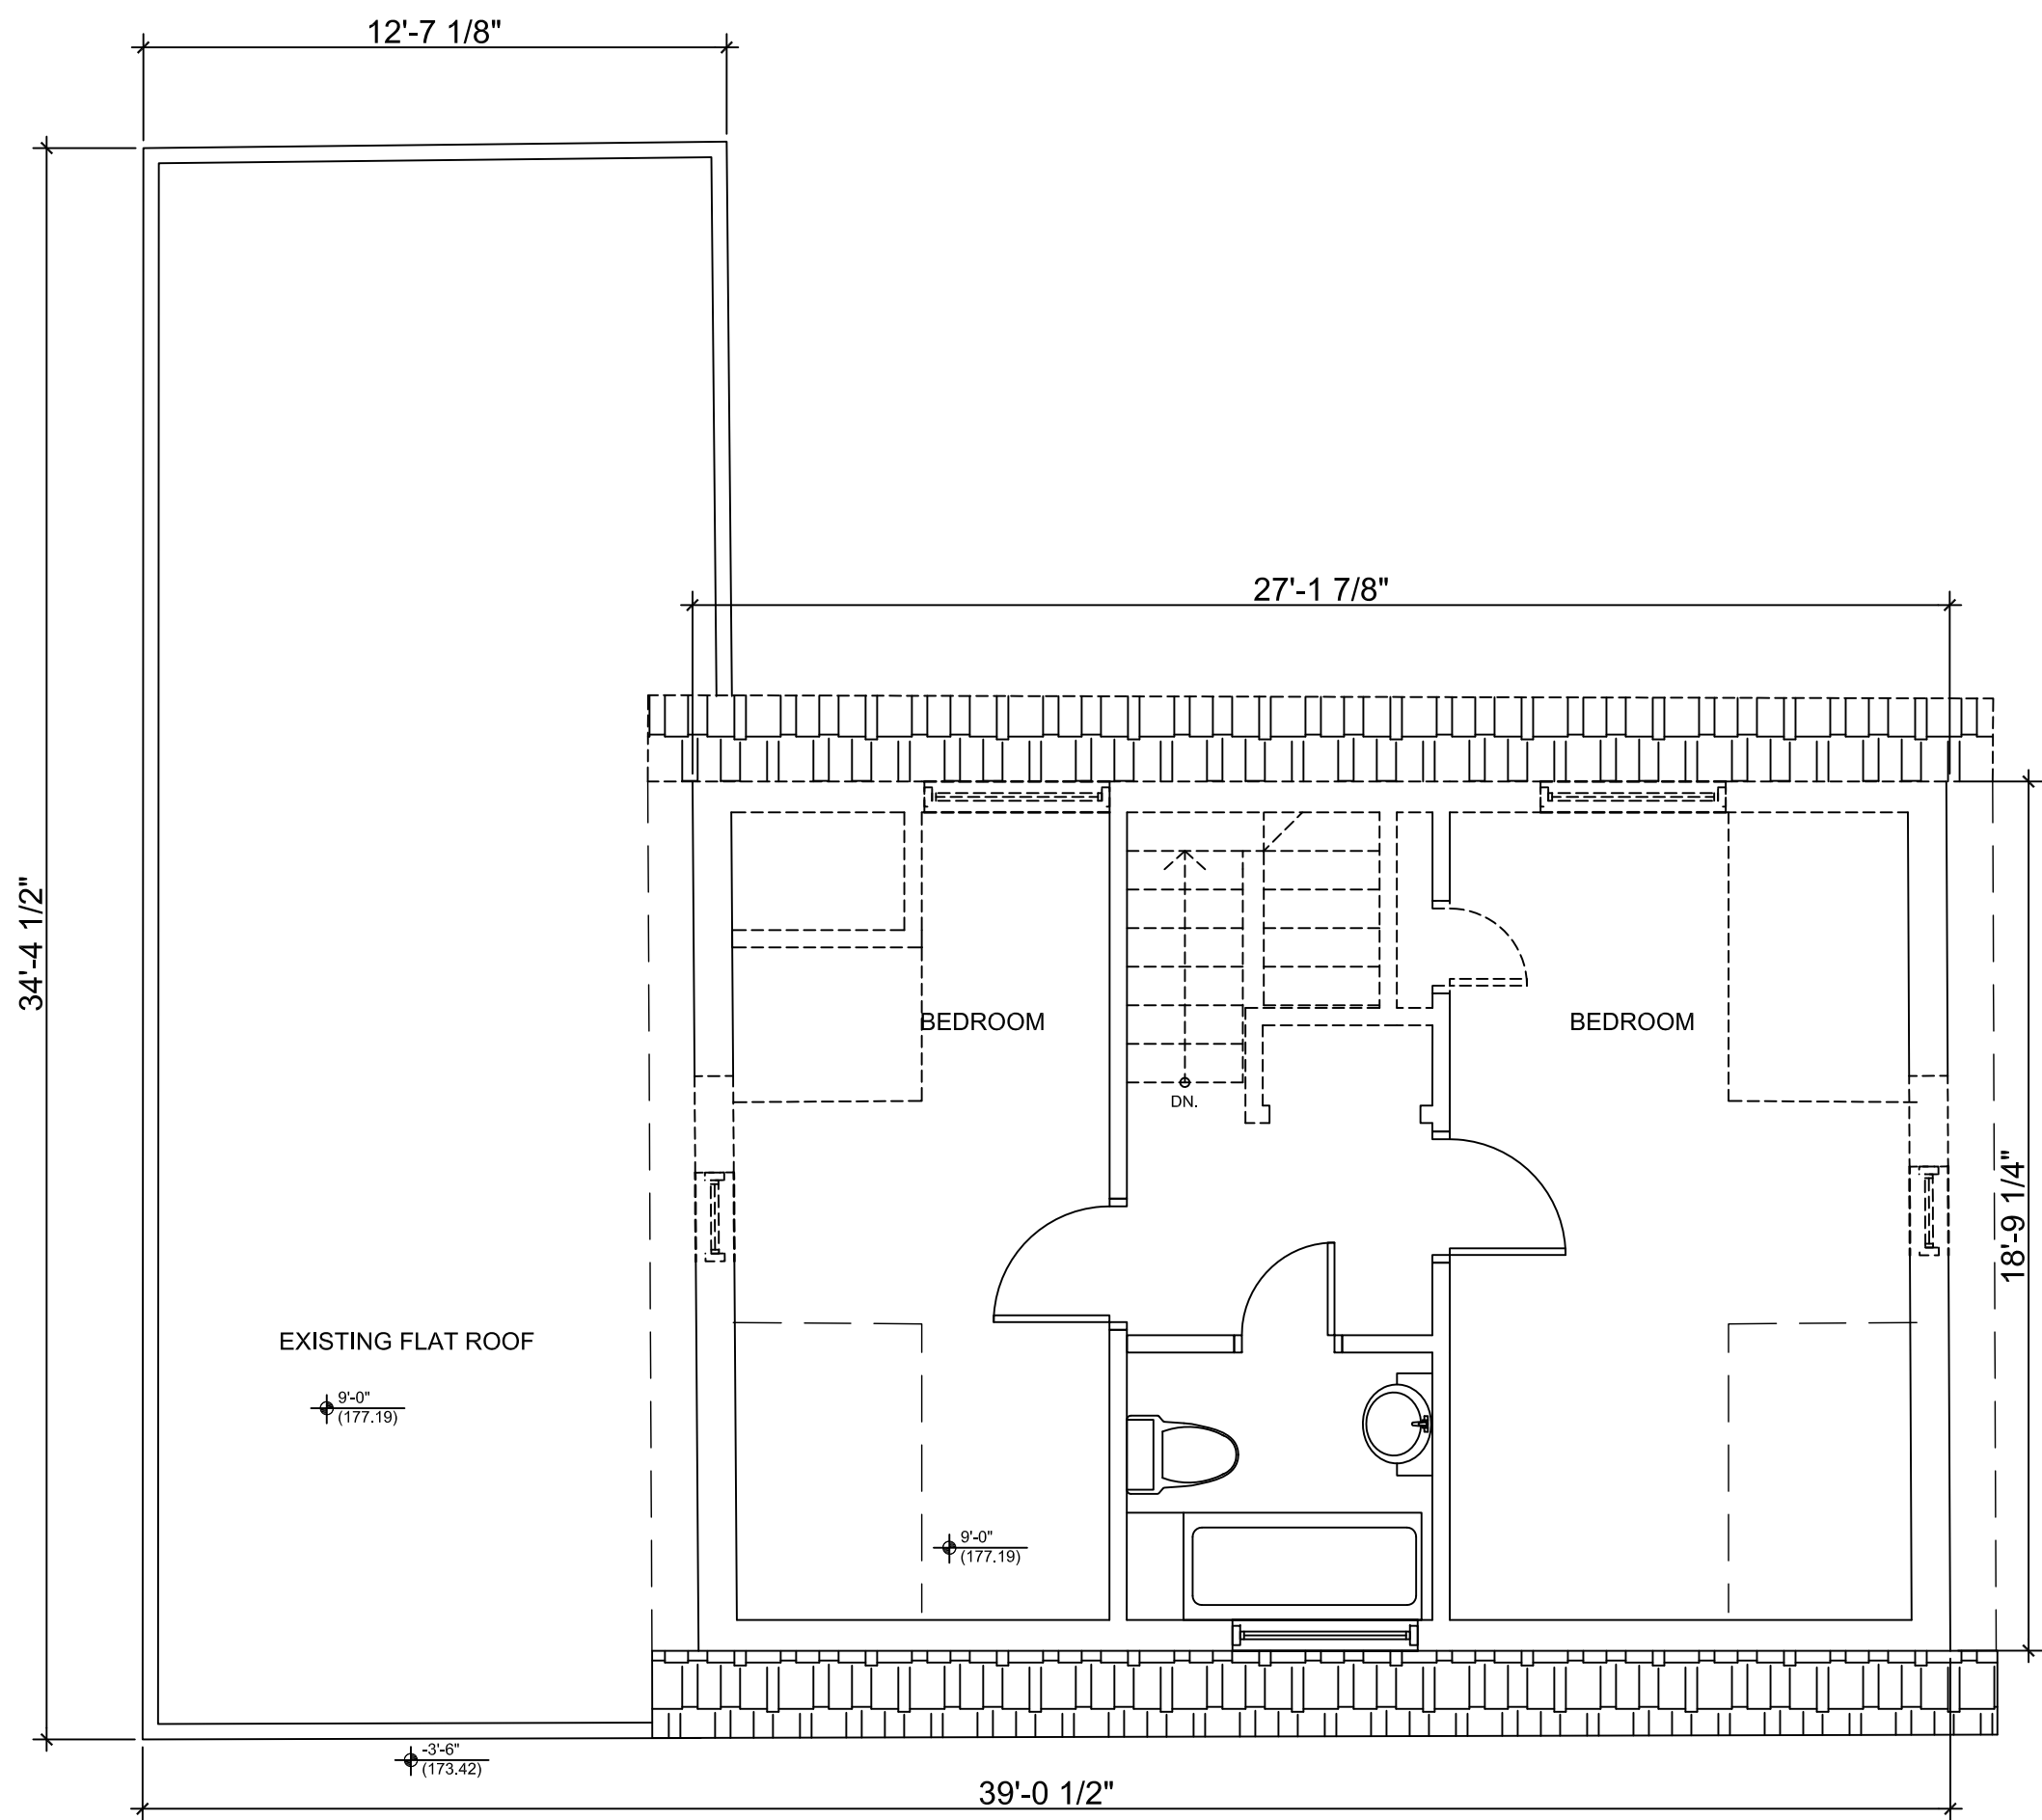 12'-7 1/8"
27'-1 7/8"
34'-4 1/2"
BEDROOM
BEDROOM
DN.
18'-9 1/4"
EXISTING FLAT ROOF
9'-0"
(177.19)
9'-0"
(177.19)
-3'-6"
(173.42)
39'-0 1/2"